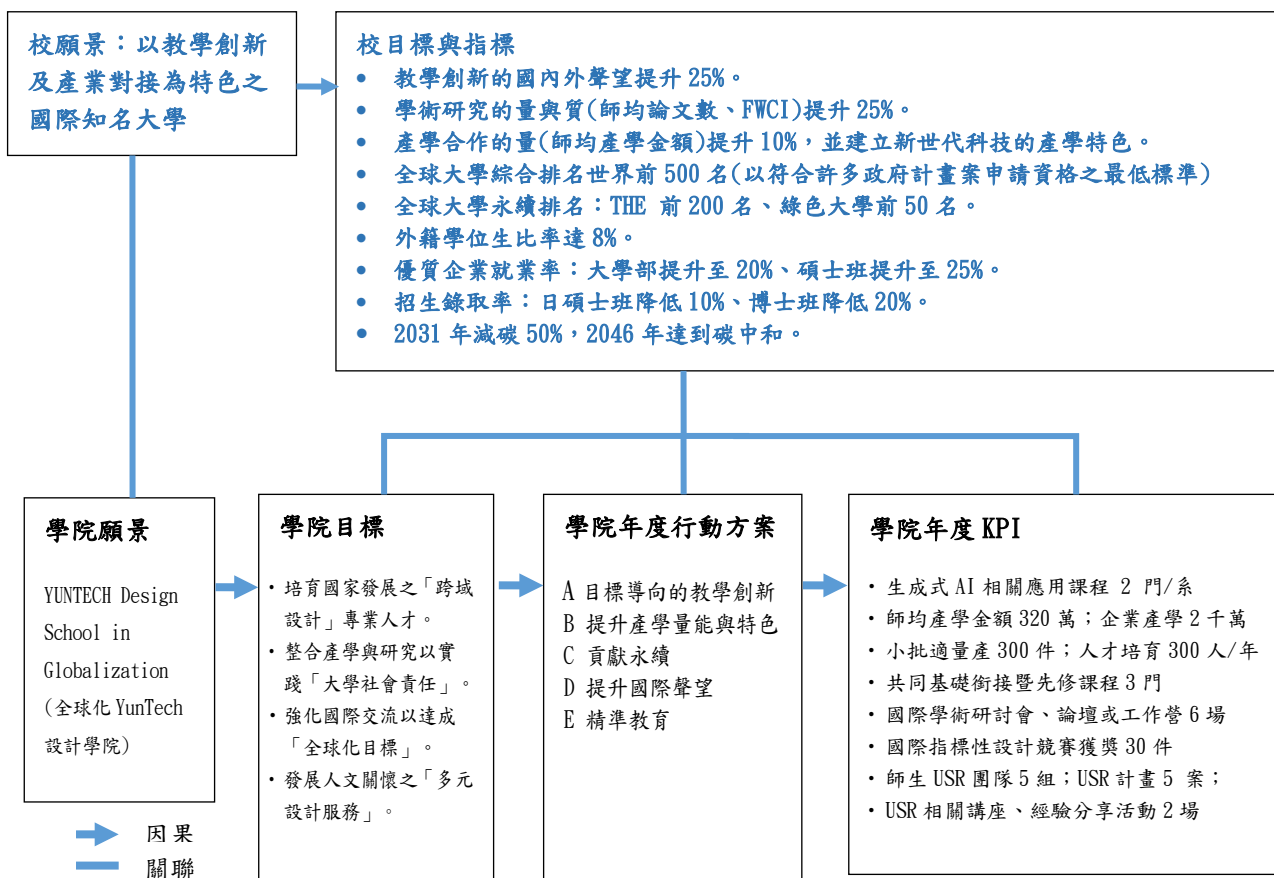 校願景：以教學創新
及產業對接為特色之
國際知名大學
校目標與指標
• 教學創新的國內外聲望提升 25%。
• 學術研究的量與質(師均論文數、FWCI)提升 25%。
• 產學合作的量(師均產學金額)提升 10%，並建立新世代科技的產學特色。
• 全球大學綜合排名世界前 500 名(以符合許多政府計畫案申請資格之最低標準)
• 全球大學永續排名：THE 前 200 名、綠色大學前 50 名。
• 外籍學位生比率達 8%。
• 優質企業就業率：大學部提升至 20%、碩士班提升至 25%。
• 招生錄取率：日碩士班降低 10%、博士班降低 20%。
• 2031 年減碳 50%，2046 年達到碳中和。
學院願景
YUNTECH Design
School in
Globalization
(全球化 YunTech
設計學院)
學院目標
・培育國家發展之「跨域
設計」專業人才。
・整合產學與研究以實
踐「大學社會責任」。
・強化國際交流以達成
「全球化目標」。
・發展人文關懷之「多元
設計服務」。
學院年度行動方案
A 目標導向的教學創新
B 提升產學量能與特色
C 貢獻永續
D 提升國際聲望
E 精準教育
學院年度 KPI
・生成式 AI 相關應用課程 2 門/系
・師均產學金額 320 萬；企業產學 2 千萬
・小批適量產 300 件；人才培育 300 人/年
・共同基礎銜接暨先修課程 3 門
・國際學術研討會、論壇或工作營 6 場
・國際指標性設計競賽獲獎 30 件
・師生 USR 團隊 5 組；USR 計畫 5 案；
・USR 相關講座、經驗分享活動 2 場
因果
關聯